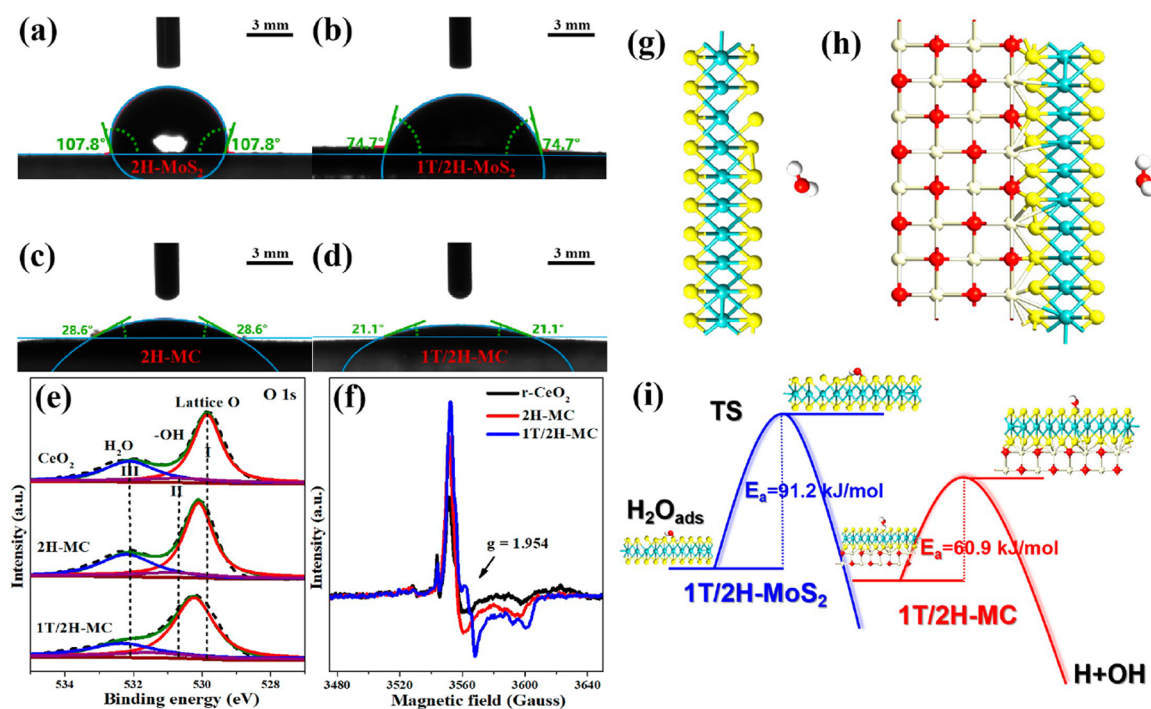 (a)
3 mm
107.8°
107.8°
2H-MoS₂
(b)
3 mm
74.7°
74.7°
1T/2H-MoS₂
(c)
3 mm
28.6°
28.6°
2H-MC
(d)
3 mm
21.1°
21.1°
1T/2H-MC
(e)
O 1s
Lattice O
-OH
H₂O
I
II
III
CeO₂
2H-MC
1T/2H-MC
Intensity (a.u.)
534
532
530
528
Binding energy (eV)
(f)
r-CeO₂
2H-MC
1T/2H-MC
g = 1.954
Intensity (a.u.)
3480
3520
3560
3600
3640
Magnetic field (Gauss)
(g)
(h)
(i)
TS
Eₐ=91.2 kJ/mol
H₂Oₐdₛ
1T/2H-MoS₂
Eₐ=60.9 kJ/mol
1T/2H-MC
H+OH